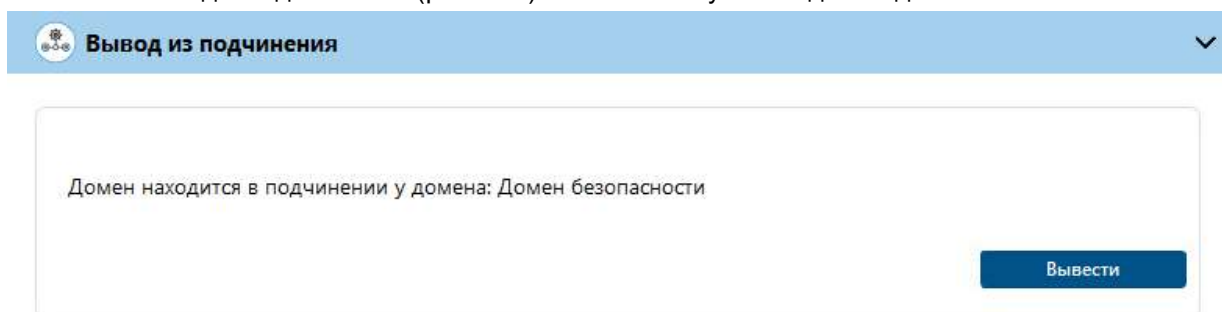 Вывод из подчинения
Домен находится в подчинении у домена: Домен безопасности
Вывести